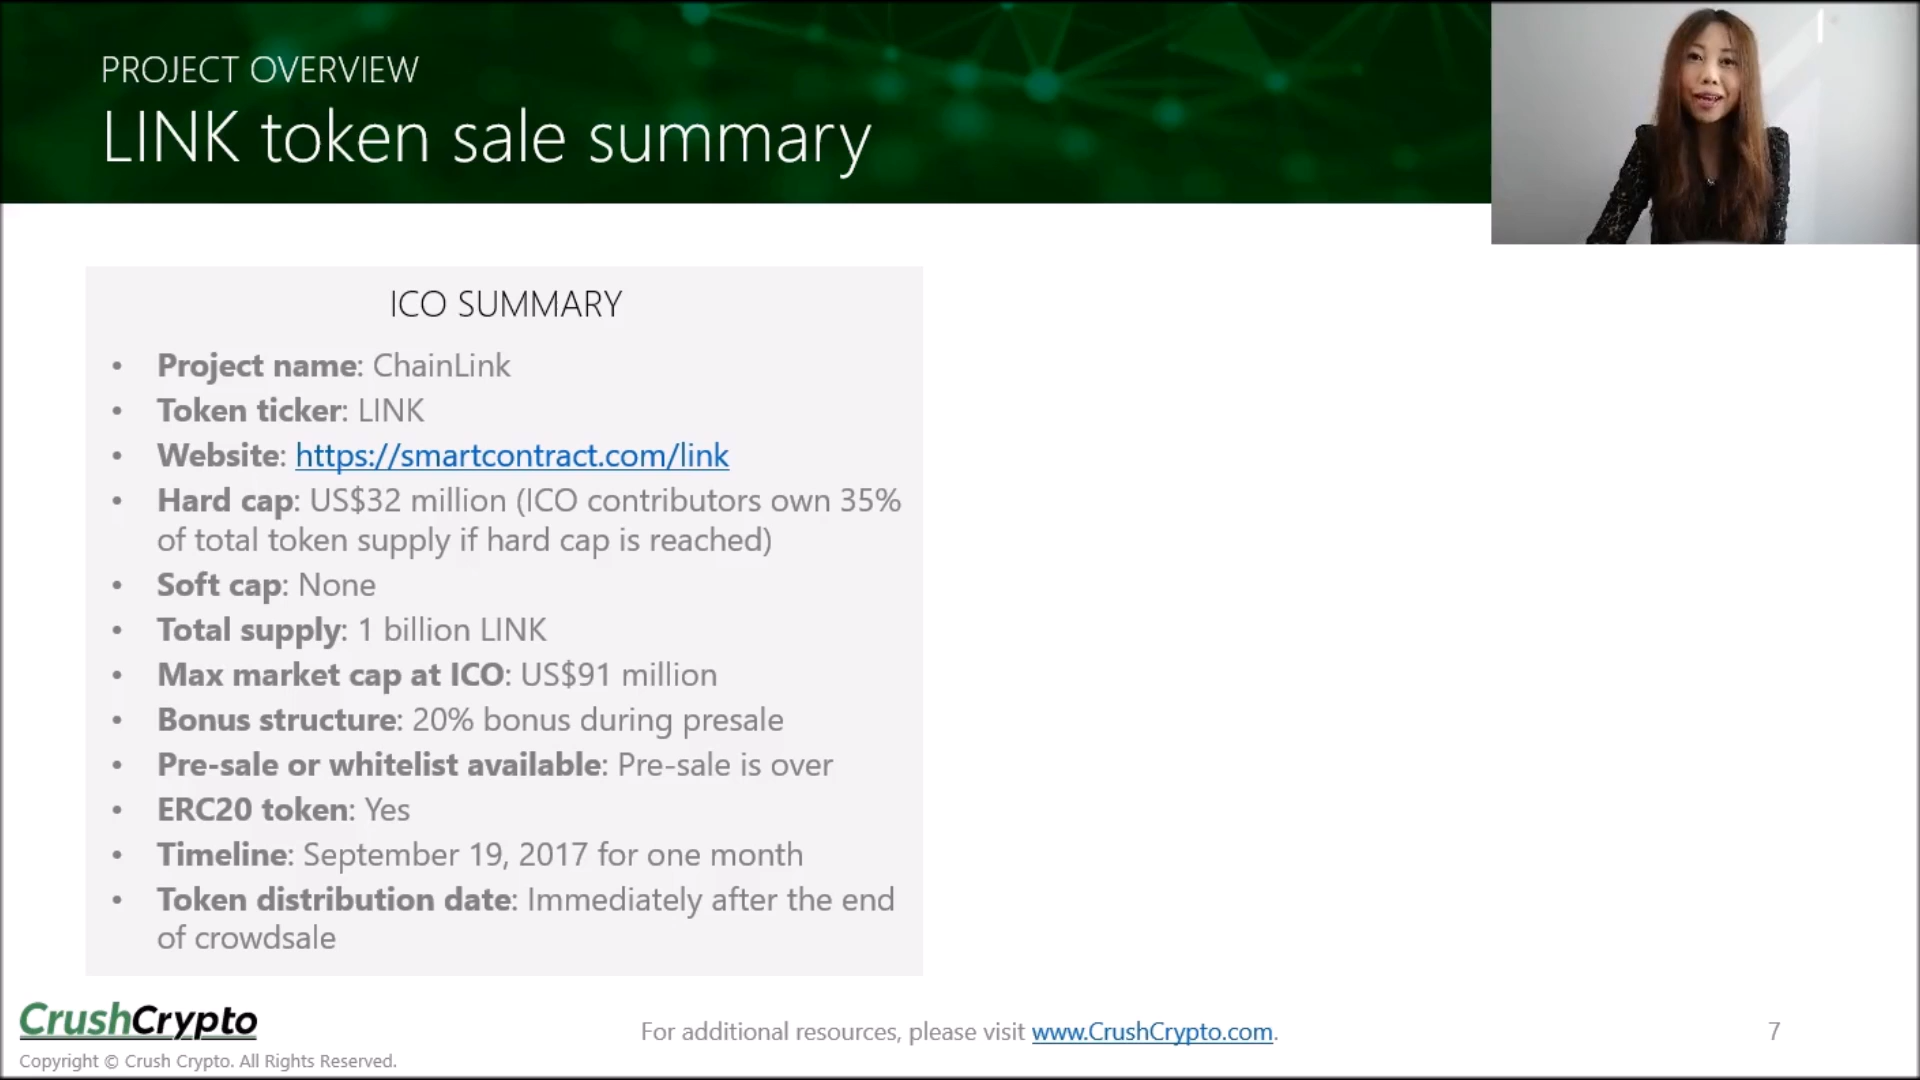 PROJECT OVERVIEW
LINK token sale summary
ICO SUMMARY
• Project name: ChainLink
• Token ticker: LINK
• Website: https://smartcontract.com/link
• Hard cap: US$32 million (ICO contributors own 35%
of total token supply if hard cap is reached)
• Soft cap: None
• Total supply: 1 billion LINK
• Max market cap at ICO: US$91 million
• Bonus structure: 20% bonus during presale
• Pre-sale or whitelist available: Pre-sale is over
• ERC20 token: Yes
• Timeline: September 19, 2017 for one month
• Token distribution date: Immediately after the end
of crowdsale
CrushCrypto
Copyright © Crush Crypto. All Rights Reserved.
For additional resources, please visit www.CrushCrypto.com.
7